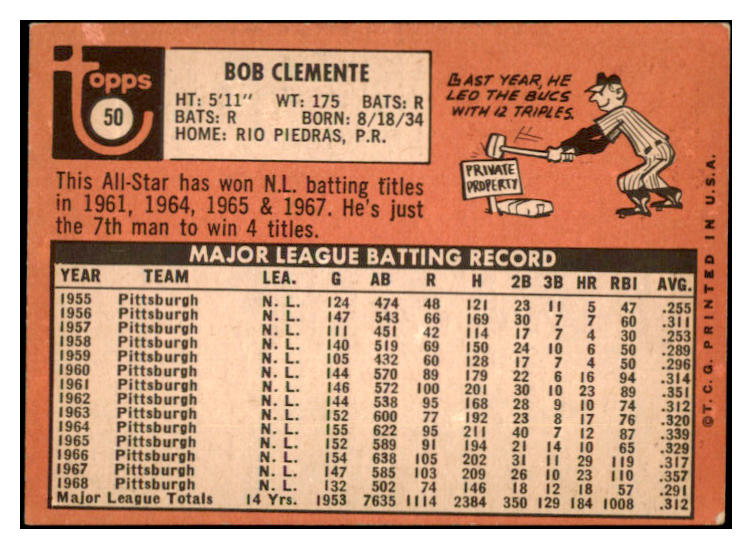 Topps
50
BOB CLEMENTE
HT: 5'11" WT: 175 BATS: R
BATS: R BORN: 8/18/34
HOME: RIO PIEDRAS, P.R.
LAST YEAR, HE
LED THE BUCS
WITH 12 TRIPLES.
PRIVATE
PROPERTY
This All-Star has won N.L. batting titles
in 1961, 1964, 1965 & 1967. He's just
the 7th man to win 4 titles.
MAJOR LEAGUE BATTING RECORD
YEAR TEAM LEA. G AB R H 2B 3B HR RBI AVG.
1955 Pittsburgh N. L. 124 474 48 121 23 11 5 47 .255
1956 Pittsburgh N. L. 147 543 66 169 30 7 7 60 .311
1957 Pittsburgh N. L. 111 451 42 114 17 7 4 30 .253
1958 Pittsburgh N. L. 140 519 69 150 24 10 6 50 .289
1959 Pittsburgh N. L. 105 432 60 128 17 7 4 50 .296
1960 Pittsburgh N. L. 144 570 89 179 22 6 16 94 .314
1961 Pittsburgh N. L. 146 572 100 201 30 10 23 89 .351
1962 Pittsburgh N. L. 144 538 95 168 28 9 10 74 .312
1963 Pittsburgh N. L. 152 600 77 192 23 8 17 76 .320
1964 Pittsburgh N. L. 155 622 95 211 40 7 12 87 .339
1965 Pittsburgh N. L. 152 589 91 194 21 14 10 65 .329
1966 Pittsburgh N. L. 154 638 105 202 31 11 29 119 .317
1967 Pittsburgh N. L. 147 585 103 209 26 10 23 110 .357
1968 Pittsburgh N. L. 132 502 74 146 18 12 18 57 .291
Major League Totals 14 Yrs. 1953 7635 1114 2384 350 129 184 1008 .312
©T.C.G. PRINTED IN U.S.A.